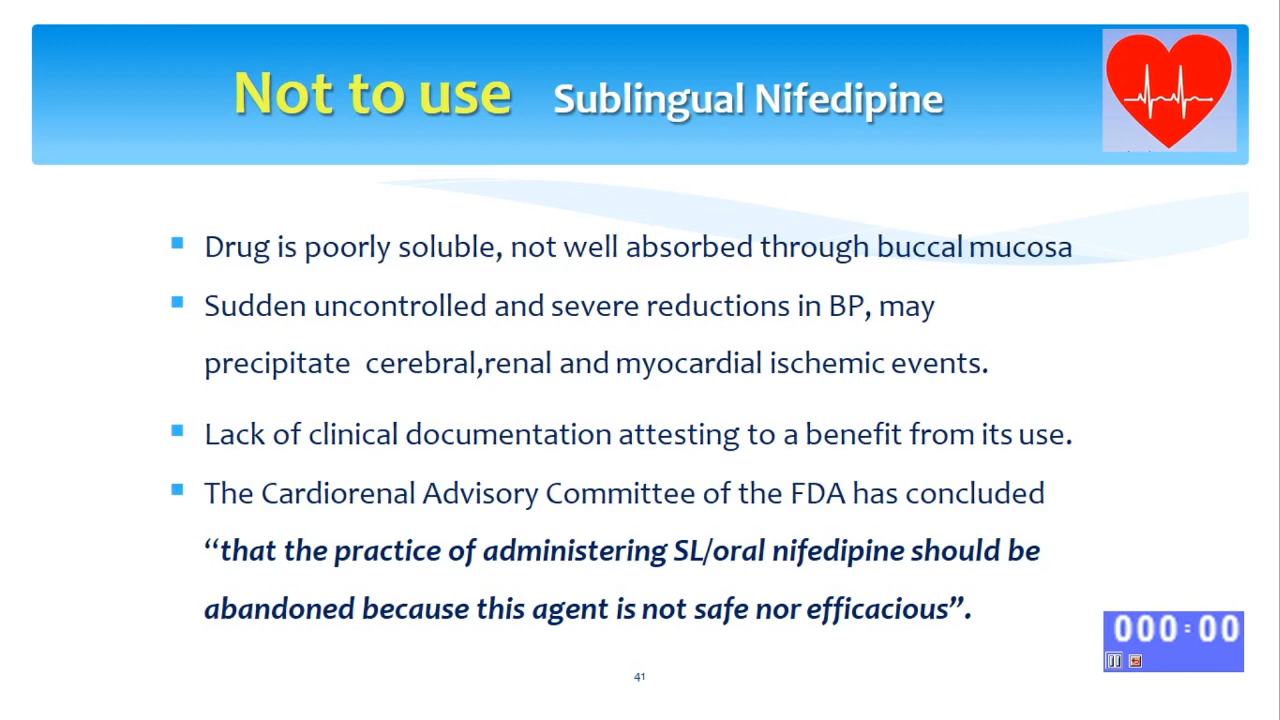 Not to use Sublingual Nifedipine
Drug is poorly soluble, not well absorbed through buccal mucosa
Sudden uncontrolled and severe reductions in BP, may
precipitate cerebral,renal and myocardial ischemic events.
Lack of clinical documentation attesting to a benefit from its use.
The Cardiorenal Advisory Committee of the FDA has concluded
“that the practice of administering SL/oral nifedipine should be
abandoned because this agent is not safe nor efficacious”.
000:00
41